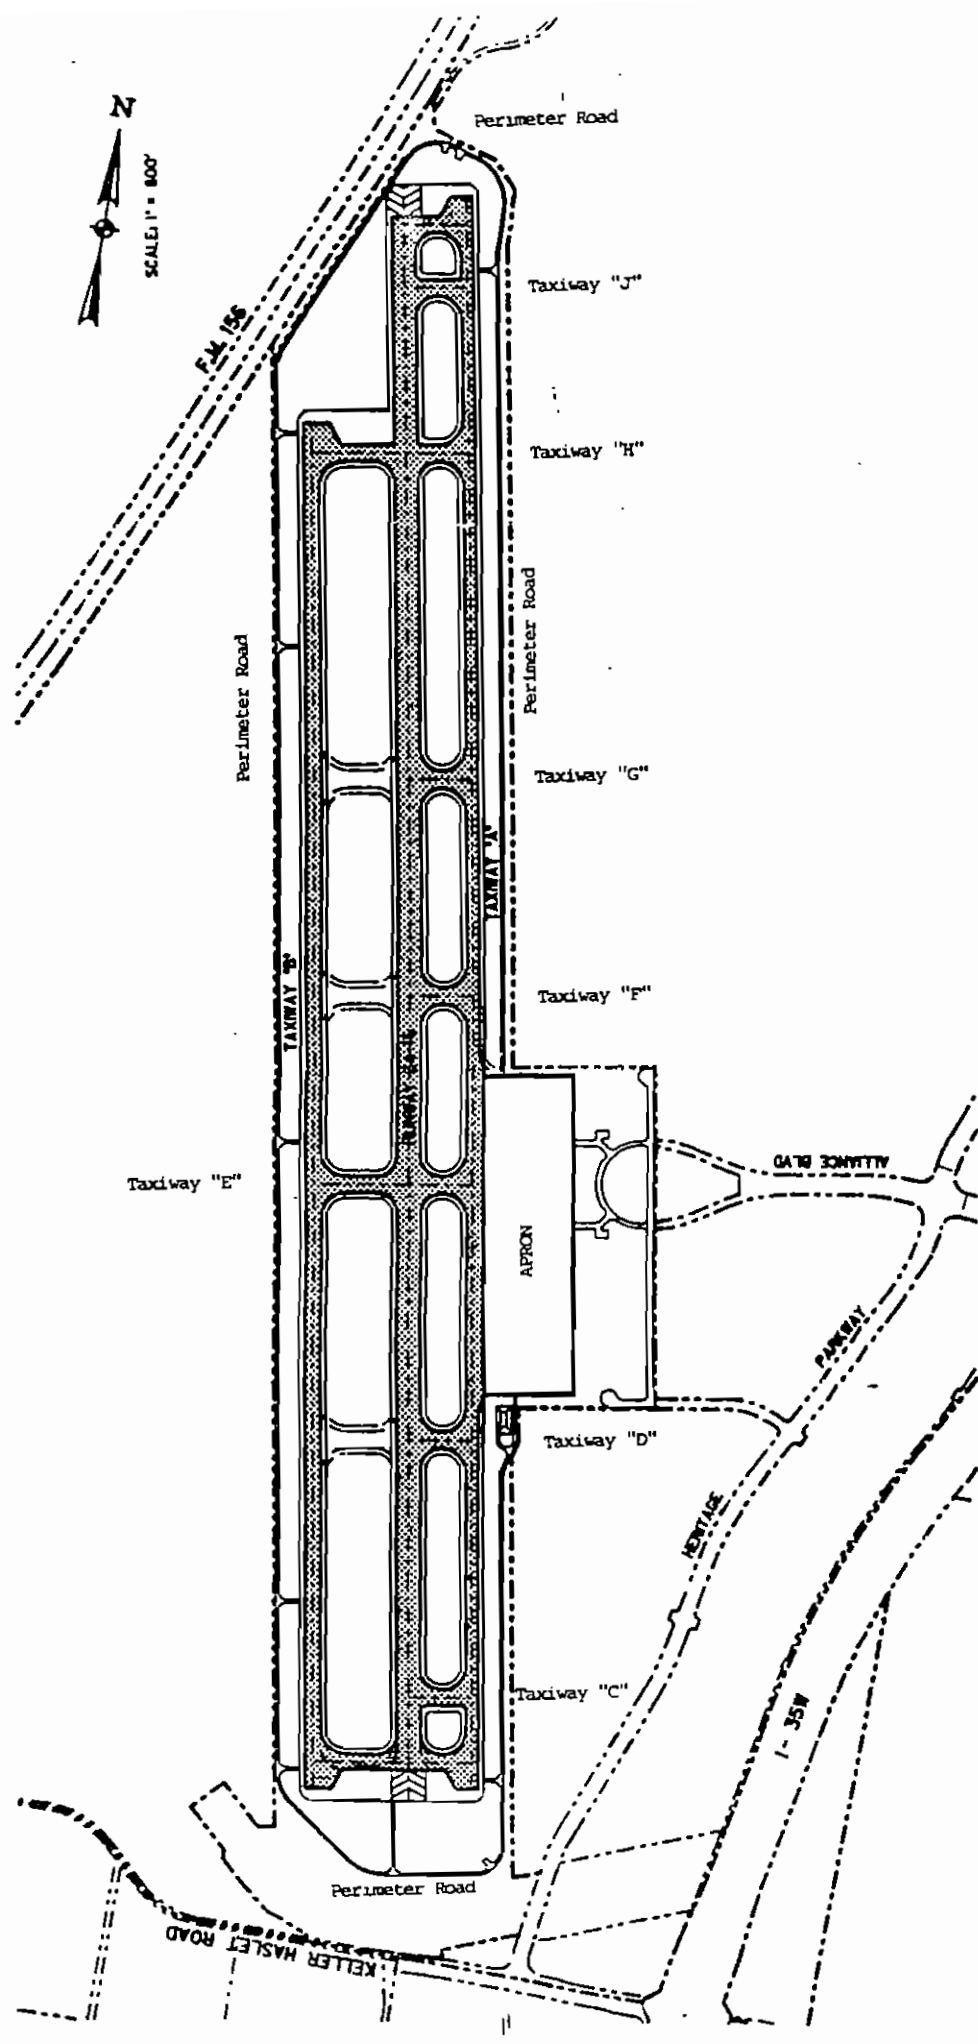 N
SCALE: 1" = 800'
Perimeter Road
F.M. 156
Taxiway "J"
Taxiway "H"
Perimeter Road
Perimeter Road
Taxiway "G"
TAXIWAY "A"
TAXIWAY "B"
Taxiway "F"
Taxiway "E"
ALLIANCE BLVD
APRON
PARKWAY
Taxiway "D"
HERITAGE
Taxiway "C"
I-35W
Perimeter Road
KELLER HASLET ROAD